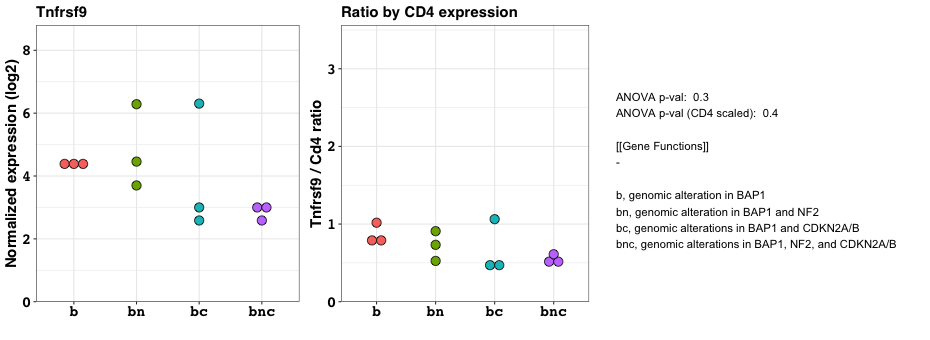 Tnfrsf9
Normalized expression (log2)
8
6
4
2
0
b
bn
bc
bnc
Ratio by CD4 expression
Tnfrsf9 / Cd4 ratio
3
2
1
0
b
bn
bc
bnc
ANOVA p-val: 0.3
ANOVA p-val (CD4 scaled): 0.4
[[Gene Functions]]
-
b, genomic alteration in BAP1
bn, genomic alteration in BAP1 and NF2
bc, genomic alterations in BAP1 and CDKN2A/B
bnc, genomic alterations in BAP1, NF2, and CDKN2A/B